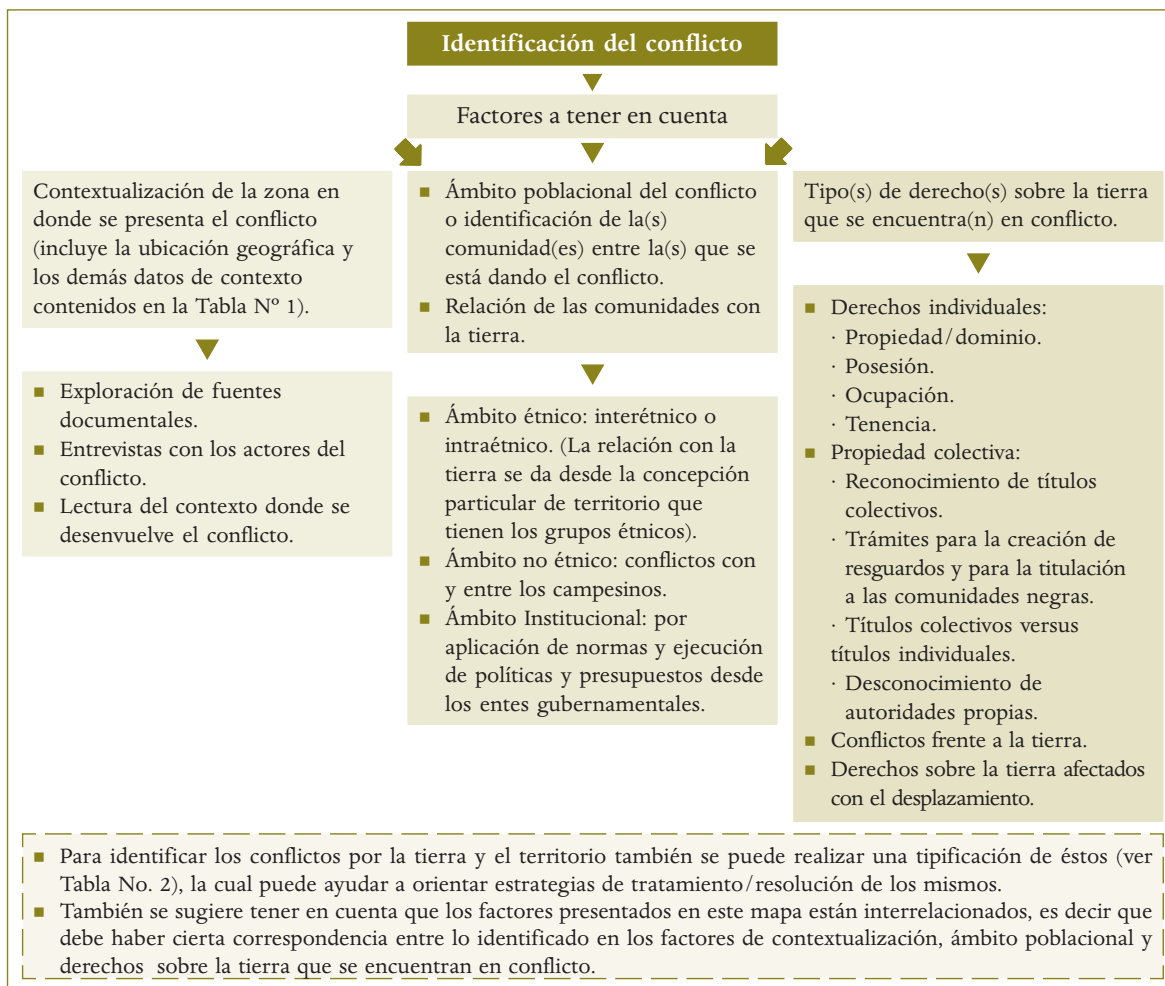 Identificación del conflicto
Factores a tener en cuenta
Contextualización de la zona en
donde se presenta el conflicto
(incluye la ubicación geográfica y
los demás datos de contexto
contenidos en la Tabla Nº 1).
■ Exploración de fuentes
documentales.
■ Entrevistas con los actores del
conflicto.
■ Lectura del contexto donde se
desenvuelve el conflicto.
■ Ámbito poblacional del conflicto
o identificación de la(s)
comunidad(es) entre la(s) que se
está dando el conflicto.
■ Relación de las comunidades con
la tierra.
■ Ámbito étnico: interétnico o
intraétnico. (La relación con la
tierra se da desde la concepción
particular de territorio que
tienen los grupos étnicos).
■ Ámbito no étnico: conflictos con
y entre los campesinos.
■ Ámbito Institucional: por
aplicación de normas y ejecución
de políticas y presupuestos desde
los entes gubernamentales.
Tipo(s) de derecho(s) sobre la tierra
que se encuentra(n) en conflicto.
■ Derechos individuales:
· Propiedad/dominio.
· Posesión.
· Ocupación.
· Tenencia.
■ Propiedad colectiva:
· Reconocimiento de títulos
colectivos.
· Trámites para la creación de
resguardos y para la titulación
a las comunidades negras.
· Títulos colectivos versus
títulos individuales.
· Desconocimiento de
autoridades propias.
■ Conflictos frente a la tierra.
■ Derechos sobre la tierra afectados
con el desplazamiento.
■ Para identificar los conflictos por la tierra y el territorio también se puede realizar una tipificación de éstos (ver
Tabla No. 2), la cual puede ayudar a orientar estrategias de tratamiento/resolución de los mismos.
■ También se sugiere tener en cuenta que los factores presentados en este mapa están interrelacionados, es decir que
debe haber cierta correspondencia entre lo identificado en los factores de contextualización, ámbito poblacional y
derechos sobre la tierra que se encuentran en conflicto.